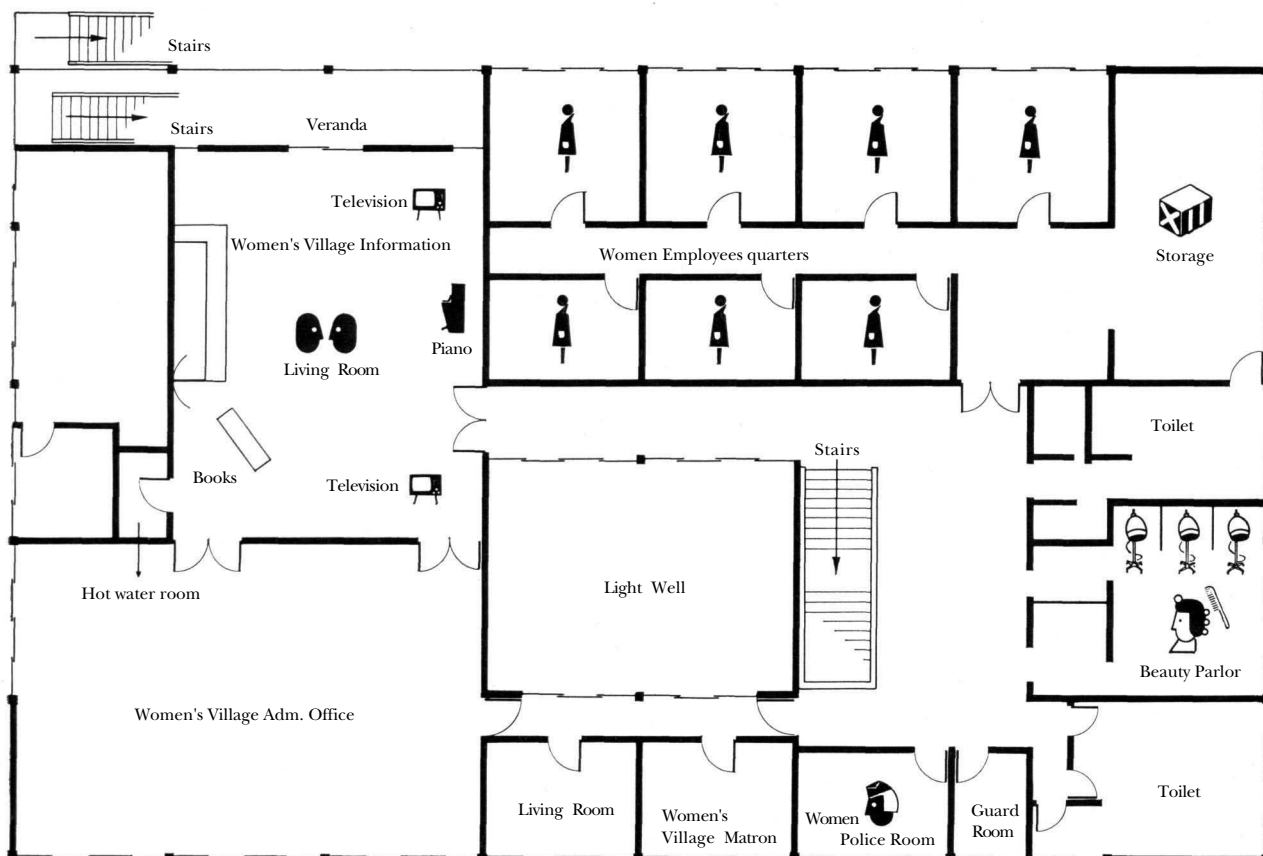 Stairs
Stairs
Veranda
Television
Women's Village Information
Women Employees quarters
Storage
Piano
Living Room
Toilet
Stairs
Books
Television
Light Well
Hot water room
Beauty Parlor
Women's Village Adm. Office
Living Room
Women's
Village Matron
Women
Police Room
Guard
Room
Toilet